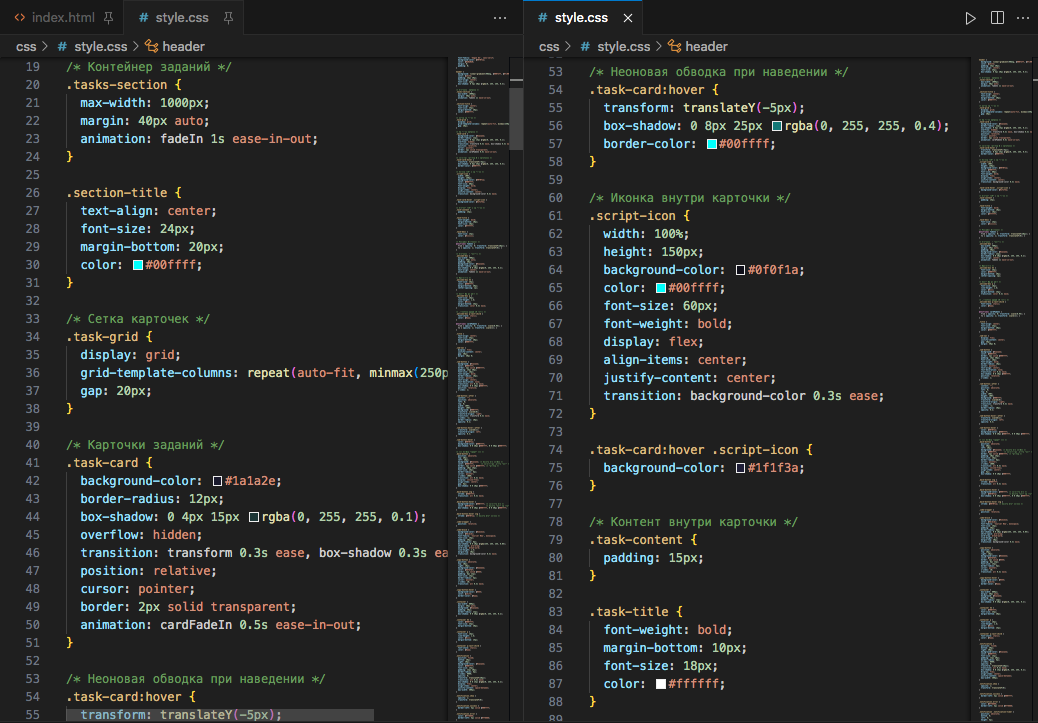 index.html
style.css
css > style.css > header
19 /* Контейнер заданий */
20 .tasks-section {
21 max-width: 1000px;
22 margin: 40px auto;
23 animation: fadeIn 1s ease-in-out;
24 }
25
26 .section-title {
27 text-align: center;
28 font-size: 24px;
29 margin-bottom: 20px;
30 color: #00ffff;
31 }
32
33 /* Сетка карточек */
34 .task-grid {
35 display: grid;
36 grid-template-columns: repeat(auto-fit, minmax(250p
37 gap: 20px;
38 }
39
40 /* Карточки заданий */
41 .task-card {
42 background-color: #1a1a2e;
43 border-radius: 12px;
44 box-shadow: 0 4px 15px rgba(0, 255, 255, 0.1);
45 overflow: hidden;
46 transition: transform 0.3s ease, box-shadow 0.3s ea
47 position: relative;
48 cursor: pointer;
49 border: 2px solid transparent;
50 animation: cardFadeIn 0.5s ease-in-out;
51 }
52
53 /* Неоновая обводка при наведении */
54 .task-card:hover {
55 transform: translateY(-5px);
style.css
css > style.css > header
53 /* Неоновая обводка при наведении */
54 .task-card:hover {
55 transform: translateY(-5px);
56 box-shadow: 0 8px 25px rgba(0, 255, 255, 0.4);
57 border-color: #00ffff;
58 }
59
60 /* Иконка внутри карточки */
61 .script-icon {
62 width: 100%;
63 height: 150px;
64 background-color: #0f0f1a;
65 color: #00ffff;
66 font-size: 60px;
67 font-weight: bold;
68 display: flex;
69 align-items: center;
70 justify-content: center;
71 transition: background-color 0.3s ease;
72 }
73
74 .task-card:hover .script-icon {
75 background-color: #1f1f3a;
76 }
77
78 /* Контент внутри карточки */
79 .task-content {
80 padding: 15px;
81 }
82
83 .task-title {
84 font-weight: bold;
85 margin-bottom: 10px;
86 font-size: 18px;
87 color: #ffffff;
88 }
89